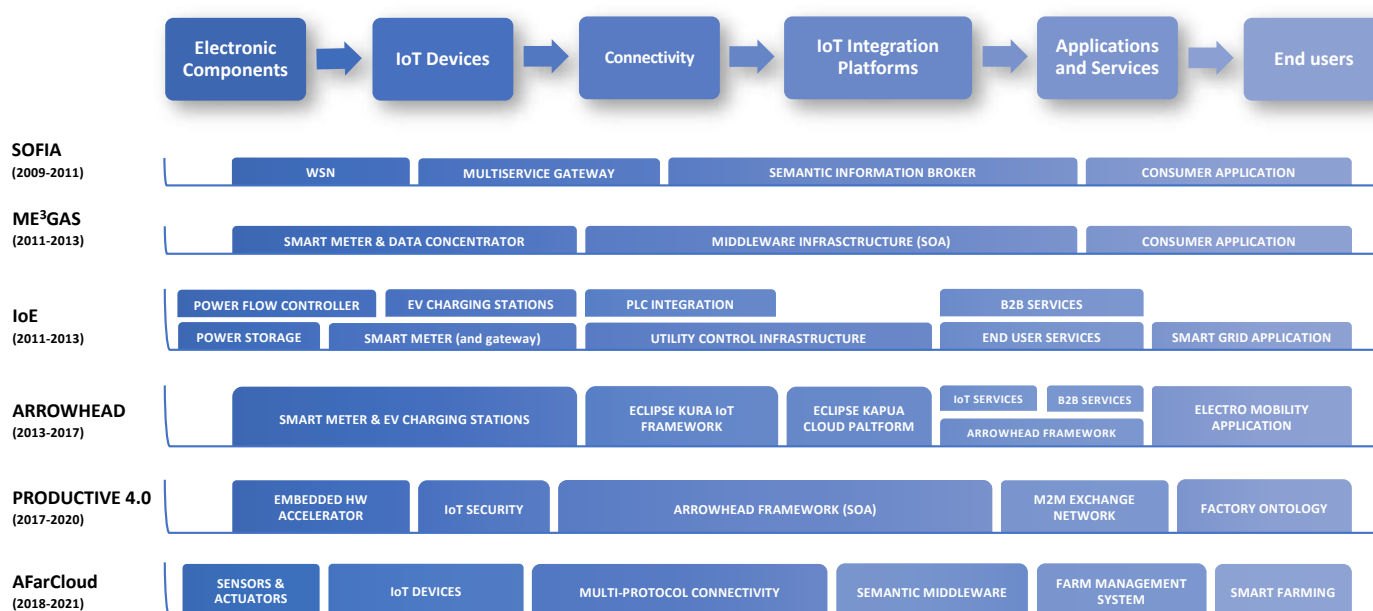 Electronic
Components
IoT Devices
Connectivity
IoT Integration
Platforms
Applications
and Services
End users
SOFIA
(2009-2011)
WSN
MULTISERVICE GATEWAY
SEMANTIC INFORMATION BROKER
CONSUMER APPLICATION
ME³GAS
(2011-2013)
SMART METER & DATA CONCENTRATOR
MIDDLEWARE INFRASCTRUCTURE (SOA)
CONSUMER APPLICATION
IoE
(2011-2013)
POWER FLOW CONTROLLER
EV CHARGING STATIONS
PLC INTEGRATION
B2B SERVICES
POWER STORAGE
SMART METER (and gateway)
UTILITY CONTROL INFRASTRUCTURE
END USER SERVICES
SMART GRID APPLICATION
ARROWHEAD
(2013-2017)
SMART METER & EV CHARGING STATIONS
ECLIPSE KURA IoT
FRAMEWORK
ECLIPSE KAPUA
CLOUD PALTFORM
IoT SERVICES
B2B SERVICES
ARROWHEAD FRAMEWORK
ELECTRO MOBILITY
APPLICATION
PRODUCTIVE 4.0
(2017-2020)
EMBEDDED HW
ACCELERATOR
IoT SECURITY
ARROWHEAD FRAMEWORK (SOA)
M2M EXCHANGE
NETWORK
FACTORY ONTOLOGY
AFarCloud
(2018-2021)
SENSORS &
ACTUATORS
IoT DEVICES
MULTI-PROTOCOL CONNECTIVITY
SEMANTIC MIDDLEWARE
FARM MANAGEMENT
SYSTEM
SMART FARMING